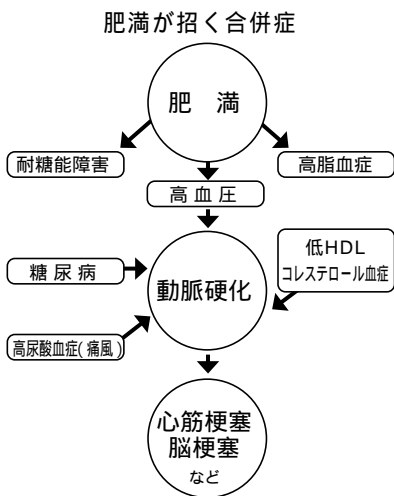 肥満が招く合併症
肥　満
耐糖能障害
高脂血症
高 血 圧
糖 尿 病
動脈硬化
低HDL
コレステロール血症
高尿酸血症(痛風)
心筋梗塞
脳梗塞
など